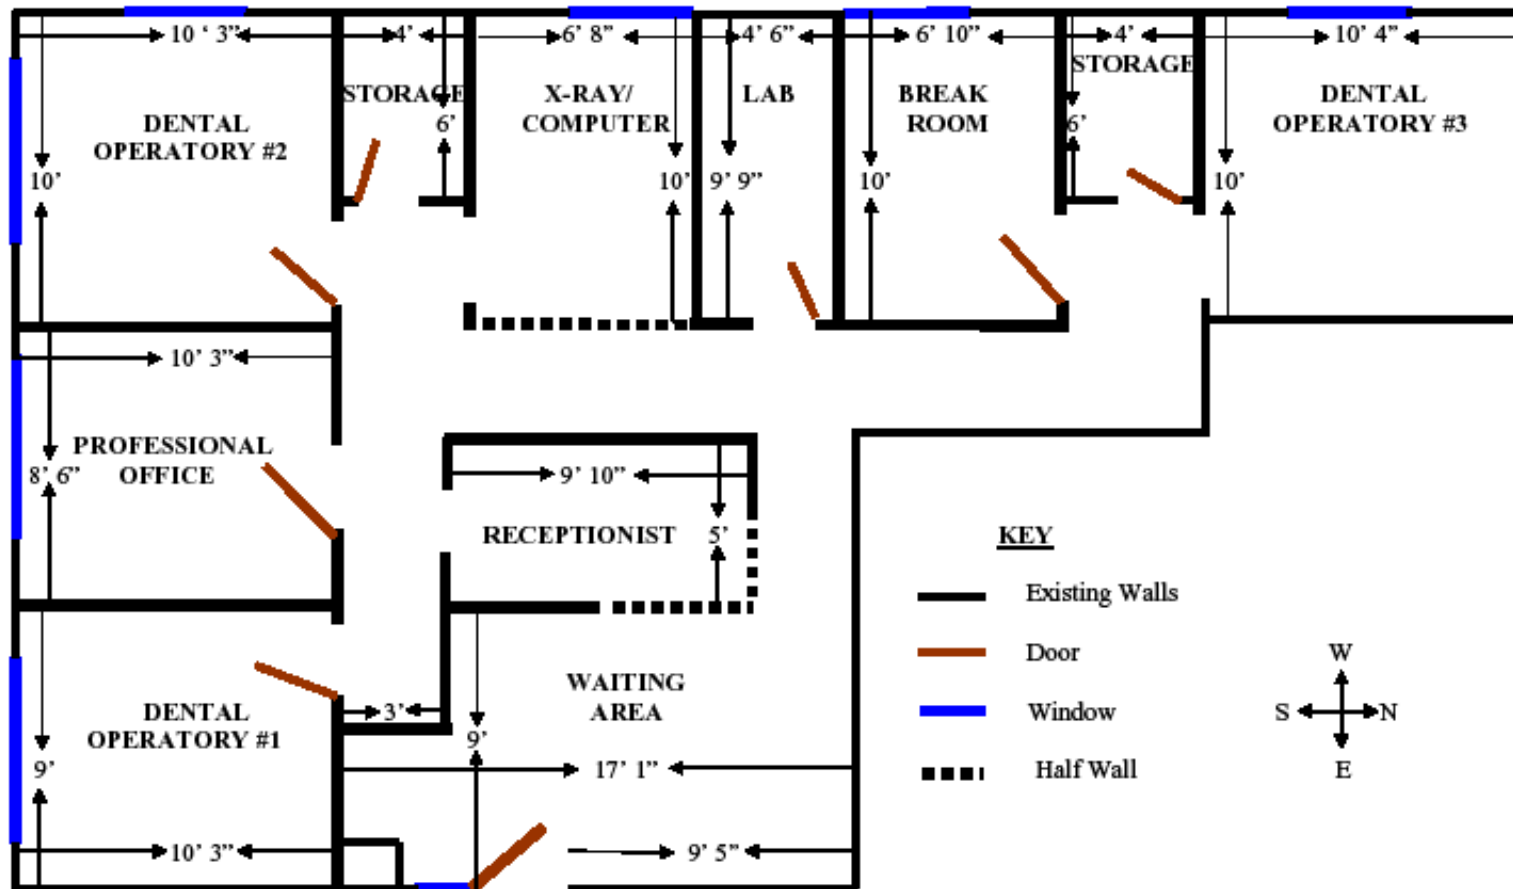 10 ‘ 3”
4’
6’ 8”
4’ 6”
6’ 10”
4’
10’ 4”
STORAGE
STORAGE
X-RAY/
COMPUTER
LAB
BREAK
ROOM
DENTAL
OPERATORY #3
DENTAL
OPERATORY #2
6’
6’
10’
10’
9’ 9”
10’
10’
10’ 3”
PROFESSIONAL
OFFICE
8’ 6”
9’ 10”
RECEPTIONIST
5’
KEY
Existing Walls
Door
Window
Half Wall
W
S
N
E
WAITING
AREA
DENTAL
OPERATORY #1
3’
9’
9’
17’ 1”
10’ 3”
9’ 5”